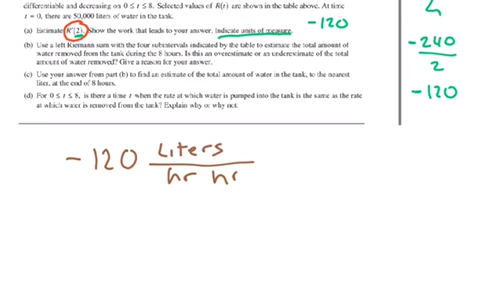 differentiable and decreasing on 0 ≤ t ≤ 8. Selected values of R(t) are shown in the table above. At time
t = 0, there are 50,000 liters of water in the tank.
-120
(a) Estimate R′(2). Show the work that leads to your answer. Indicate units of measure.
(b) Use a left Riemann sum with the four subintervals indicated by the table to estimate the total amount of
water removed from the tank during the 8 hours. Is this an overestimate or an underestimate of the total
amount of water removed? Give a reason for your answer.
(c) Use your answer from part (b) to find an estimate of the total amount of water in the tank, to the nearest
liter, at the end of 8 hours.
(d) For 0 ≤ t ≤ 8, is there a time t when the rate at which water is pumped into the tank is the same as the rate
at which water is removed from the tank? Explain why or why not.
-240
2
-120
-120 Liters
hr hr